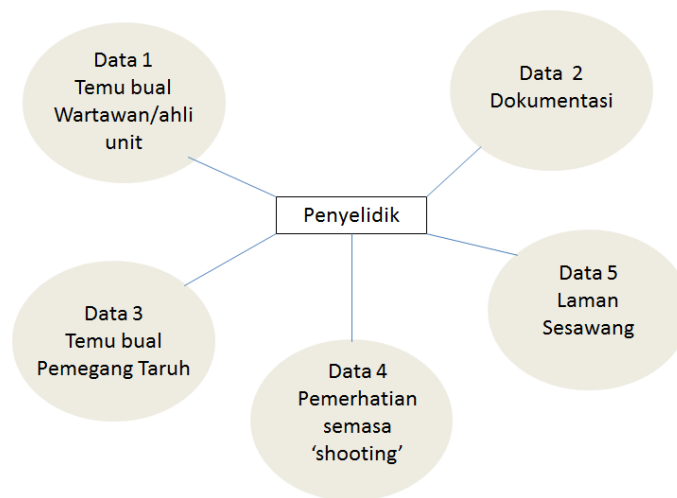 Data 1
Temu bual
Wartawan/ahli
unit
Data 2
Dokumentasi
Penyelidik
Data 3
Temu bual
Pemegang Taruh
Data 4
Pemerhatian
semasa
‘shooting’
Data 5
Laman
Sesawang